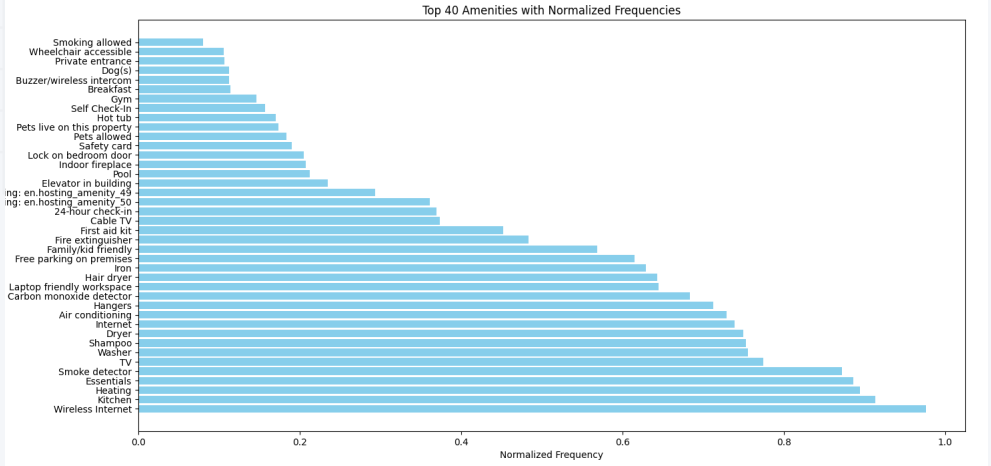 Top 40 Amenities with Normalized Frequencies
Smoking allowed
Wheelchair accessible
Private entrance
Dog(s)
Buzzer/wireless intercom
Breakfast
Gym
Self Check-In
Hot tub
Pets live on this property
Pets allowed
Safety card
Lock on bedroom door
Indoor fireplace
Pool
Elevator in building
ing: en.hosting_amenity_49
ing: en.hosting_amenity_50
24-hour check-in
Cable TV
First aid kit
Fire extinguisher
Family/kid friendly
Free parking on premises
Iron
Hair dryer
Laptop friendly workspace
Carbon monoxide detector
Hangers
Air conditioning
Internet
Dryer
Shampoo
Washer
TV
Smoke detector
Essentials
Heating
Kitchen
Wireless Internet
0.0 0.2 0.4 0.6 0.8 1.0
Normalized Frequency